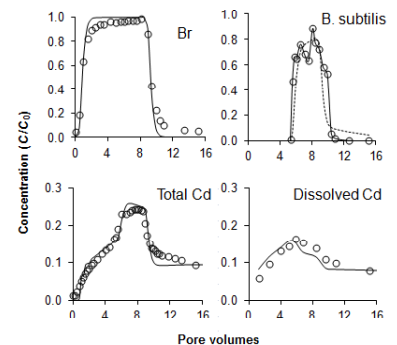 Concentration (C/C₀)
Br
1.0
0.8
0.6
0.4
0.2
0.0
0 4 8 12 16
B. subtilis
1.0
0.8
0.6
0.4
0.2
0.0
0 4 8 12 16
Total Cd
0.3
0.2
0.1
0.0
0 4 8 12 16
Dissolved Cd
0.3
0.2
0.1
0.0
0 4 8 12 16
Pore volumes